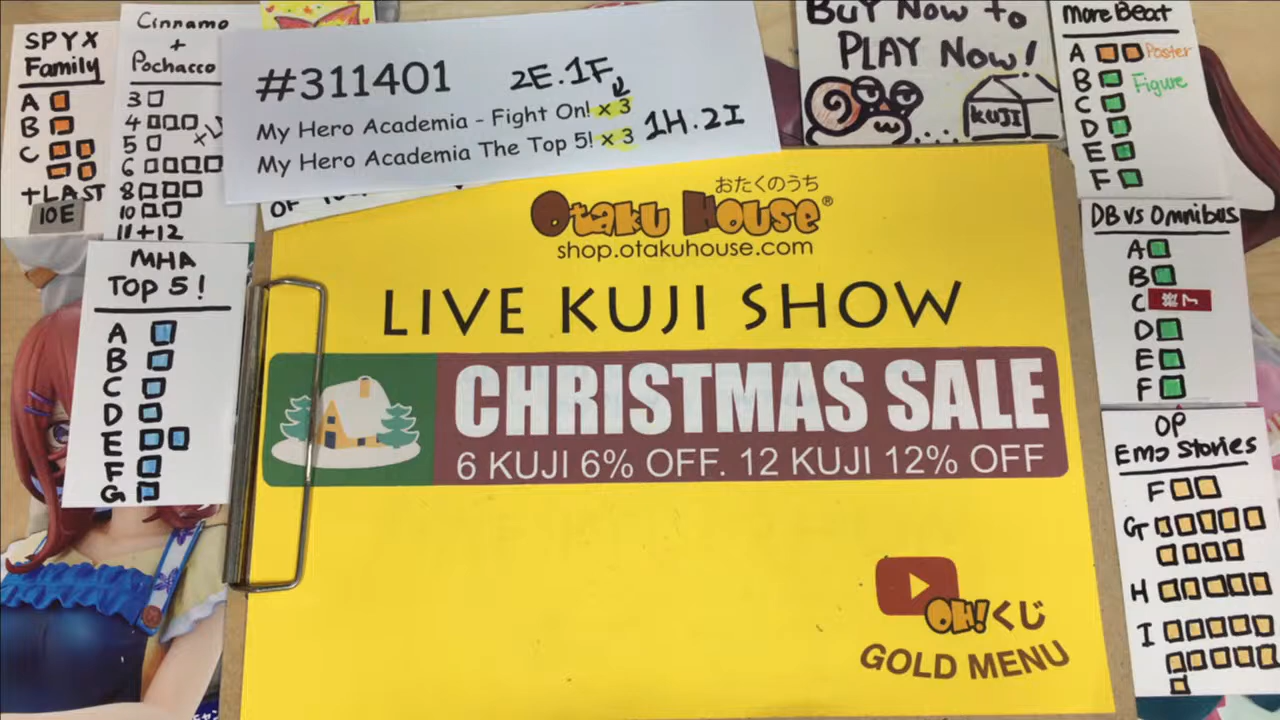 SPY X
Family
A
B
C
+LAST
10E
Cinnamo
+
Pochacco
3
4
5
6
8
10
11+12
#311401
2E.1F
My Hero Academia - Fight On! x 3
My Hero Academia The Top 5! x 3
1H.2I
BUY NOW to
PLAY NOW!
KUJI
More Beat
A Poster
B Figure
C
D
E
F
MHA
TOP 5!
A
B
C
D
E
F
G
おたくのうち
Otaku House®
shop.otakuhouse.com
LIVE KUJI SHOW
CHRISTMAS SALE
6 KUJI 6% OFF. 12 KUJI 12% OFF
OH!くじ
GOLD MENU
DB vs Omnibus
A
B
C 終了
D
E
F
OP
Emo Stories
F
G
H
I